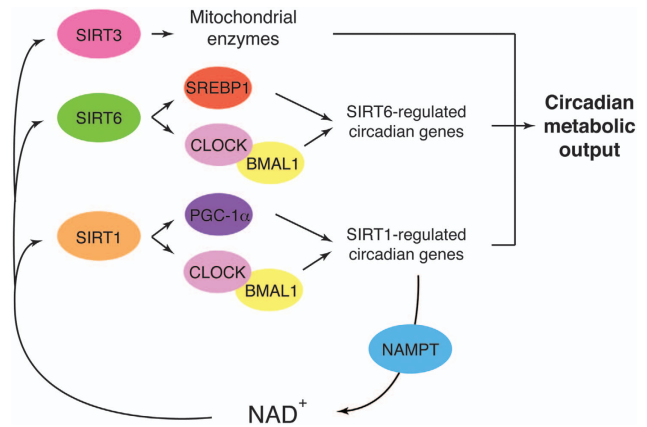 Mitochondrial
enzymes
SIRT3
SREBP1
SIRT6
CLOCK
BMAL1
SIRT6-regulated
circadian genes
Circadian
metabolic
output
PGC-1α
SIRT1
CLOCK
BMAL1
SIRT1-regulated
circadian genes
NAMPT
NAD+